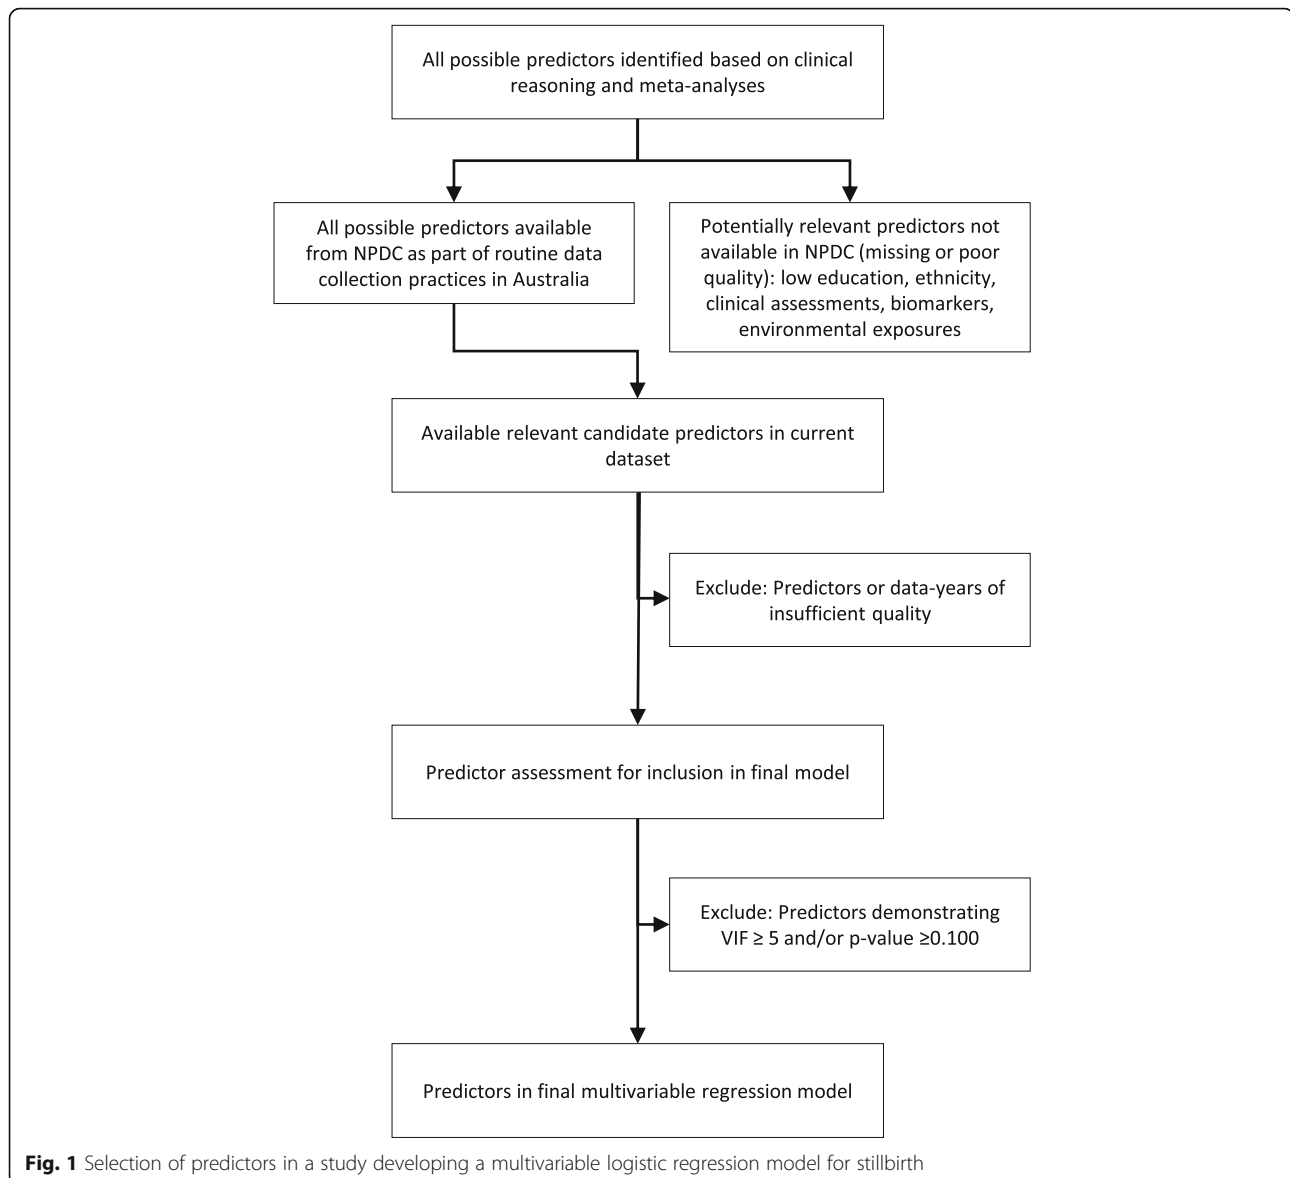 All possible predictors identified based on clinical
reasoning and meta-analyses
All possible predictors available
from NPDC as part of routine data
collection practices in Australia
Potentially relevant predictors not
available in NPDC (missing or poor
quality): low education, ethnicity,
clinical assessments, biomarkers,
environmental exposures
Available relevant candidate predictors in current
dataset
Exclude: Predictors or data-years of
insufficient quality
Predictor assessment for inclusion in final model
Exclude: Predictors demonstrating
VIF ≥ 5 and/or p-value ≥0.100
Predictors in final multivariable regression model
Fig. 1 Selection of predictors in a study developing a multivariable logistic regression model for stillbirth